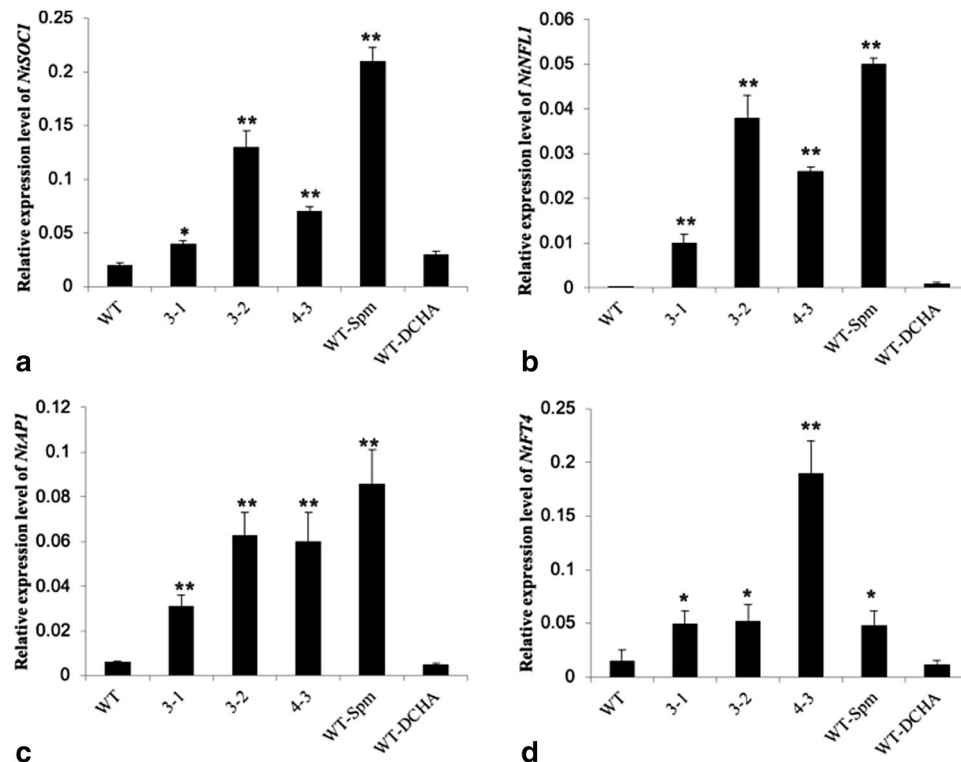 Relative expression level of NtSOC1
0.25
0.2
0.15
0.1
0.05
0
*
**
**
**
WT
3-1
3-2
4-3
WT-Spm
WT-DCHA
a
Relative expression level of NtNFL1
0.06
0.05
0.04
0.03
0.02
0.01
0
**
**
**
**
WT
3-1
3-2
4-3
WT-Spm
WT-DCHA
b
Relative expression level of NtAP1
0.12
0.1
0.08
0.06
0.04
0.02
0
**
**
**
**
WT
3-1
3-2
4-3
WT-Spm
WT-DCHA
c
Relative expression level of NtFT4
0.25
0.2
0.15
0.1
0.05
0
*
*
**
*
WT
3-1
3-2
4-3
WT-Spm
WT-DCHA
d